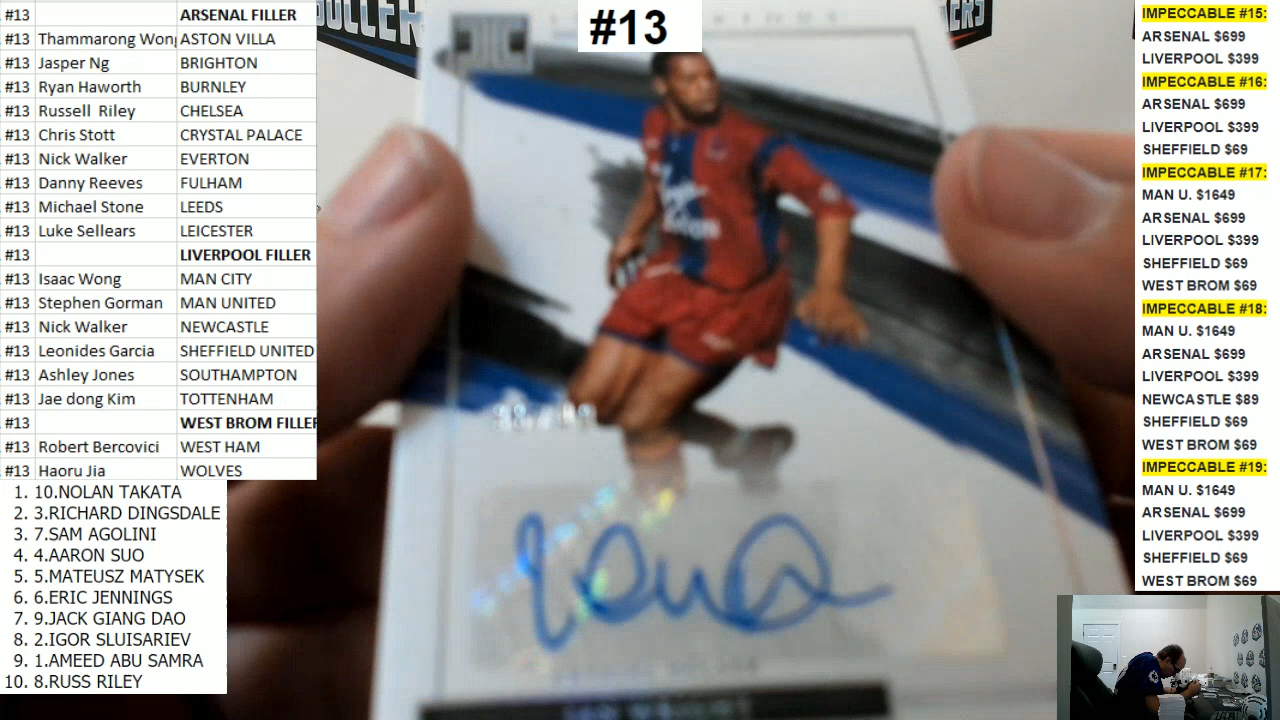 #13 ARSENAL FILLER
#13 Thammarong Wong ASTON VILLA
#13 Jasper Ng BRIGHTON
#13 Ryan Haworth BURNLEY
#13 Russell Riley CHELSEA
#13 Chris Stott CRYSTAL PALACE
#13 Nick Walker EVERTON
#13 Danny Reeves FULHAM
#13 Michael Stone LEEDS
#13 Luke Sellears LEICESTER
#13 LIVERPOOL FILLER
#13 Isaac Wong MAN CITY
#13 Stephen Gorman MAN UNITED
#13 Nick Walker NEWCASTLE
#13 Leonides Garcia SHEFFIELD UNITED
#13 Ashley Jones SOUTHAMPTON
#13 Jae dong Kim TOTTENHAM
#13 WEST BROM FILLER
#13 Robert Bercovici WEST HAM
#13 Haoru Jia WOLVES
1. 10.NOLAN TAKATA
2. 3.RICHARD DINGSDALE
3. 7.SAM AGOLINI
4. 4.AARON SUO
5. 5.MATEUSZ MATYSEK
6. 6.ERIC JENNINGS
7. 9.JACK GIANG DAO
8. 2.IGOR SLUISARIEV
9. 1.AMEED ABU SAMRA
10. 8.RUSS RILEY
#13
SOCCER
IMPECCABLE #15:
ARSENAL $699
LIVERPOOL $399
IMPECCABLE #16:
ARSENAL $699
LIVERPOOL $399
SHEFFIELD $69
IMPECCABLE #17:
MAN U. $1649
ARSENAL $699
LIVERPOOL $399
SHEFFIELD $69
WEST BROM $69
IMPECCABLE #18:
MAN U. $1649
ARSENAL $699
LIVERPOOL $399
NEWCASTLE $89
SHEFFIELD $69
WEST BROM $69
IMPECCABLE #19:
MAN U. $1649
ARSENAL $699
LIVERPOOL $399
SHEFFIELD $69
WEST BROM $69